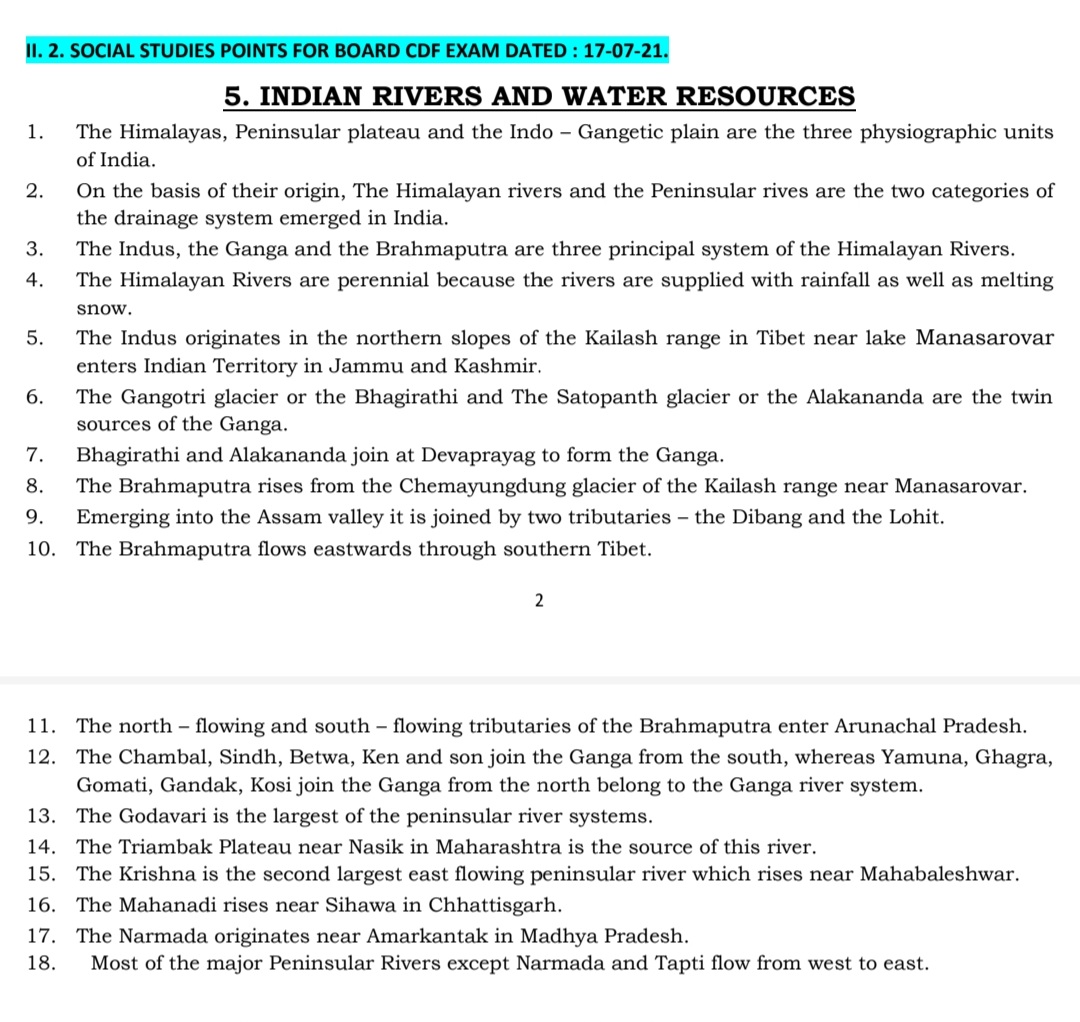 II. 2. SOCIAL STUDIES POINTS FOR BOARD CDF EXAM DATED : 17-07-21.
5. INDIAN RIVERS AND WATER RESOURCES
1. The Himalayas, Peninsular plateau and the Indo – Gangetic plain are the three physiographic units
of India.
2. On the basis of their origin, The Himalayan rivers and the Peninsular rives are the two categories of
the drainage system emerged in India.
3. The Indus, the Ganga and the Brahmaputra are three principal system of the Himalayan Rivers.
4. The Himalayan Rivers are perennial because the rivers are supplied with rainfall as well as melting
snow.
5. The Indus originates in the northern slopes of the Kailash range in Tibet near lake Manasarovar
enters Indian Territory in Jammu and Kashmir.
6. The Gangotri glacier or the Bhagirathi and The Satopanth glacier or the Alakananda are the twin
sources of the Ganga.
7. Bhagirathi and Alakananda join at Devaprayag to form the Ganga.
8. The Brahmaputra rises from the Chemayungdung glacier of the Kailash range near Manasarovar.
9. Emerging into the Assam valley it is joined by two tributaries – the Dibang and the Lohit.
10. The Brahmaputra flows eastwards through southern Tibet.
2
11. The north – flowing and south – flowing tributaries of the Brahmaputra enter Arunachal Pradesh.
12. The Chambal, Sindh, Betwa, Ken and son join the Ganga from the south, whereas Yamuna, Ghagra,
Gomati, Gandak, Kosi join the Ganga from the north belong to the Ganga river system.
13. The Godavari is the largest of the peninsular river systems.
14. The Triambak Plateau near Nasik in Maharashtra is the source of this river.
15. The Krishna is the second largest east flowing peninsular river which rises near Mahabaleshwar.
16. The Mahanadi rises near Sihawa in Chhattisgarh.
17. The Narmada originates near Amarkantak in Madhya Pradesh.
18. Most of the major Peninsular Rivers except Narmada and Tapti flow from west to east.